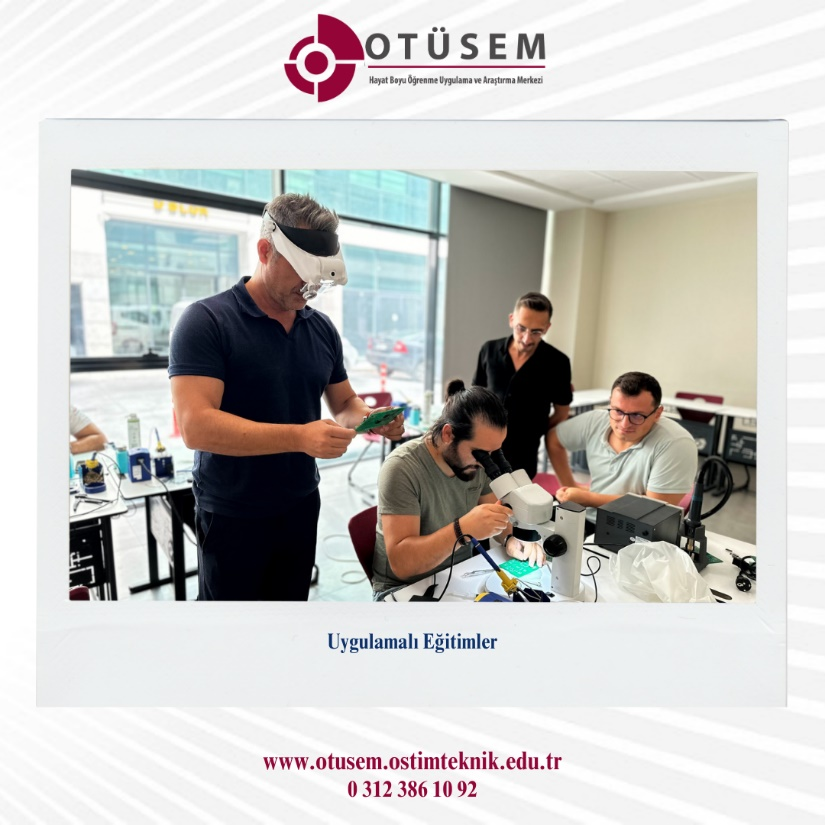 OTÜSEM
Hayat Boyu Öğrenme Uygulama ve Araştırma Merkezi
Uygulamalı Eğitimler
www.otusem.ostimteknik.edu.tr
0 312 386 10 92